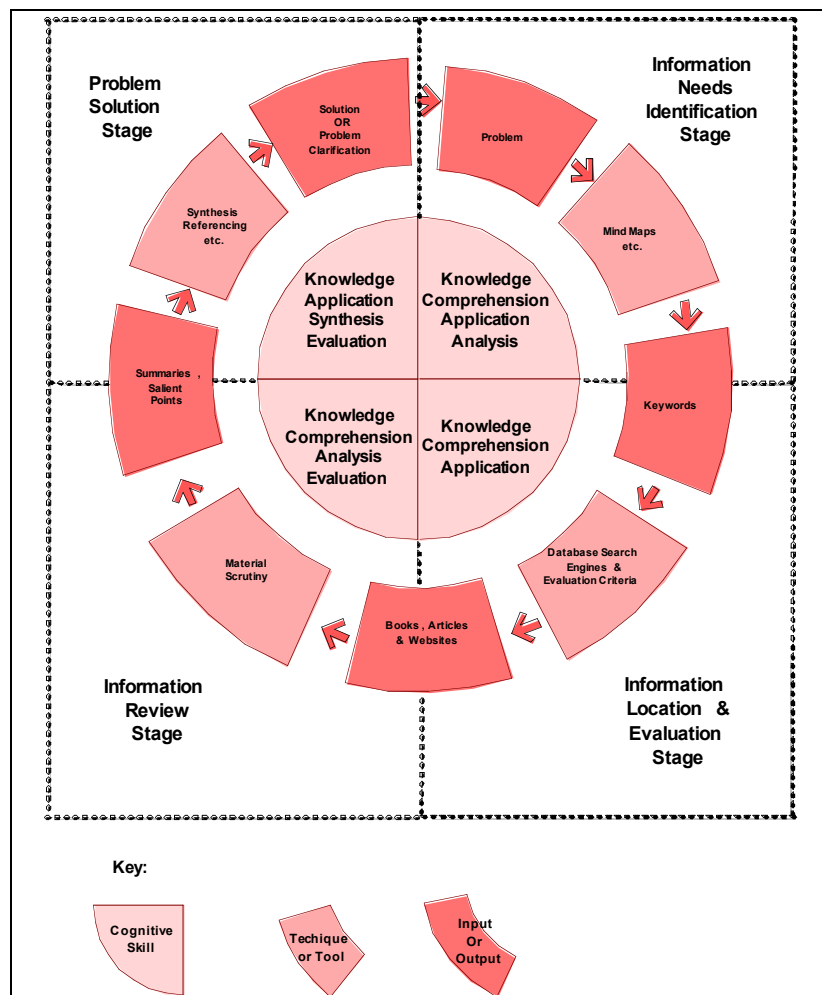 Problem
Solution
Stage
Information
Needs
Identification
Stage
Solution
OR
Problem
Clarification
Problem
Synthesis
Referencing
etc.
Mind Maps
etc.
Knowledge
Application
Synthesis
Evaluation
Knowledge
Comprehension
Application
Analysis
Summaries ,
Salient
Points
Keywords
Knowledge
Comprehension
Analysis
Evaluation
Knowledge
Comprehension
Application
Material
Scrutiny
Database Search
Engines &
Evaluation Criteria
Books , Articles
& Websites
Information
Review
Stage
Information
Location &
Evaluation
Stage
Key:
Cognitive
Skill
Techique
or Tool
Input
Or
Output